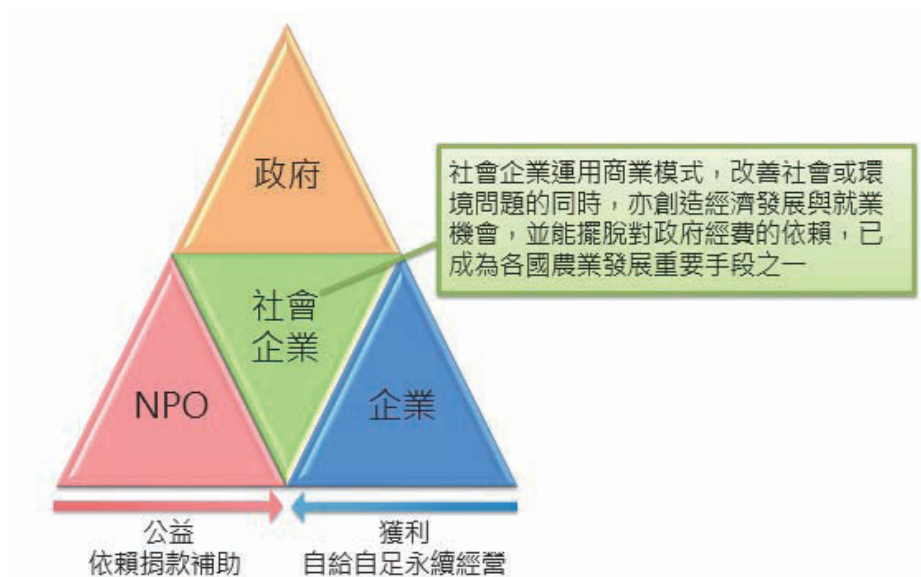 政府
社會企業運用商業模式，改善社會或環
境問題的同時，亦創造經濟發展與就業
機會，並能擺脫對政府經費的依賴，已
成為各國農業發展重要手段之一
社會
企業
NPO
企業
公益
依賴捐款補助
獲利
自給自足永續經營